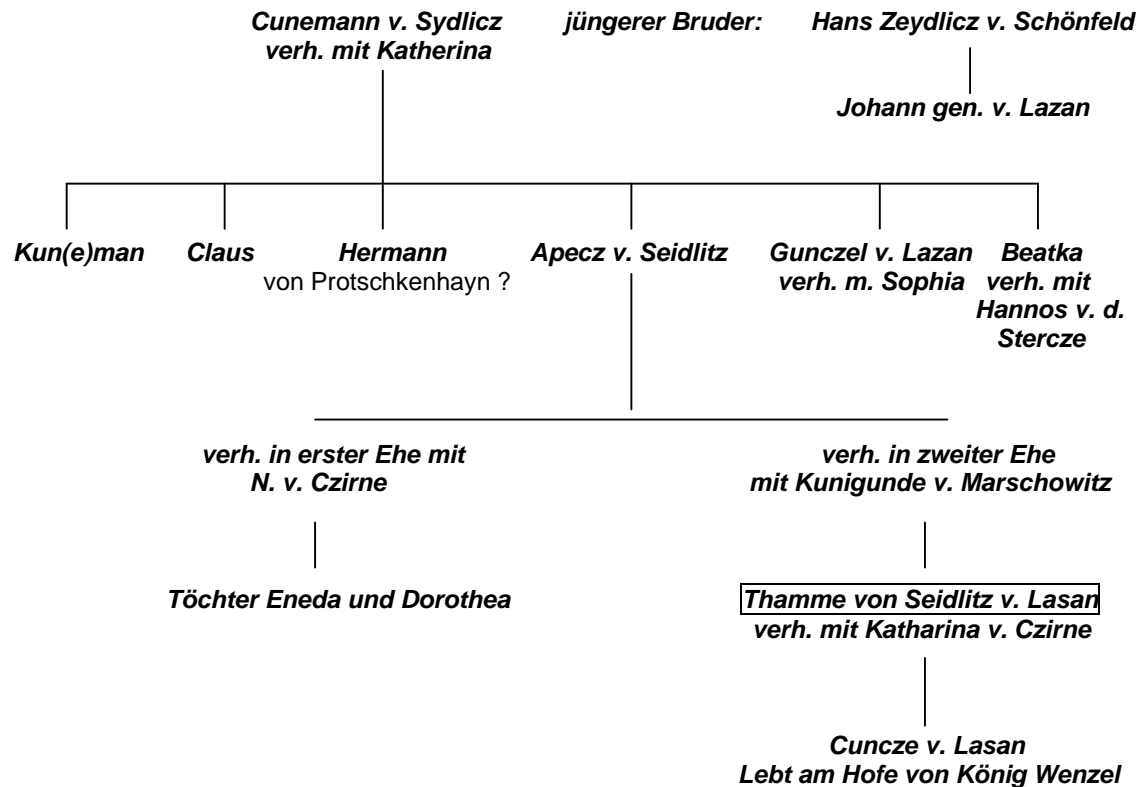 Cunemann v. Sydlicz jüngerer Bruder: Hans Zeydlicz v. Schönfeld
verh. mit Katherina
Johann gen. v. Lazan
Kun(e)man Claus Hermann Apecz v. Seidlitz Gunczel v. Lazan Beatka
von Protschkenhayn ? verh. m. Sophia verh. mit
Hannos v. d.
Stercze
verh. in erster Ehe mit verh. in zweiter Ehe
N. v. Czirne mit Kunigunde v. Marschowitz
Töchter Eneda und Dorothea Thamme von Seidlitz v. Lasan
verh. mit Katharina v. Czirne
Cuncze v. Lasan
Lebt am Hofe von König Wenzel